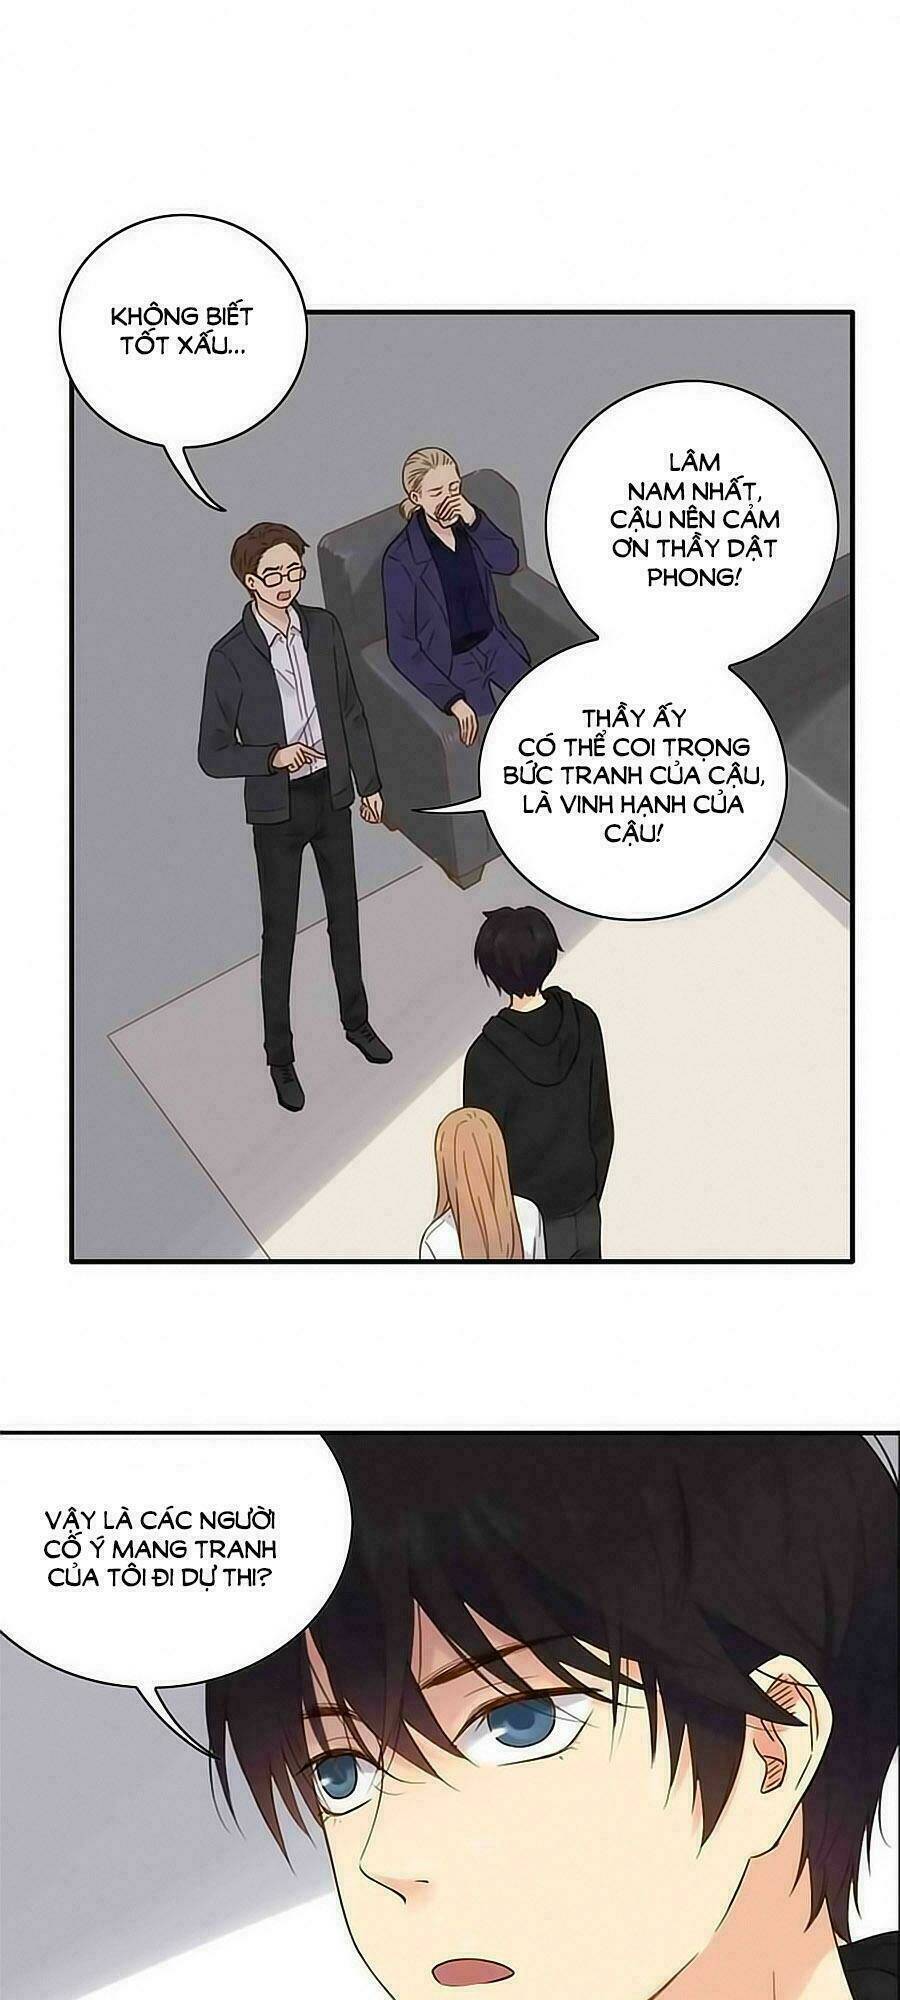 KHÔNG BIẾT
TỐT XẤU...
LÂM
NAM NHẤT,
CẬU NÊN CẢM
ƠN THẦY DẬT
PHONG!
THẦY ẤY
CÓ THỂ COI TRỌNG
BỨC TRANH CỦA CẬU,
LÀ VINH HẠNH CỦA
CẬU!
VẬY LÀ CÁC NGƯỜI
CỐ Ý MANG TRANH
CỦA TÔI ĐI DỰ THI?